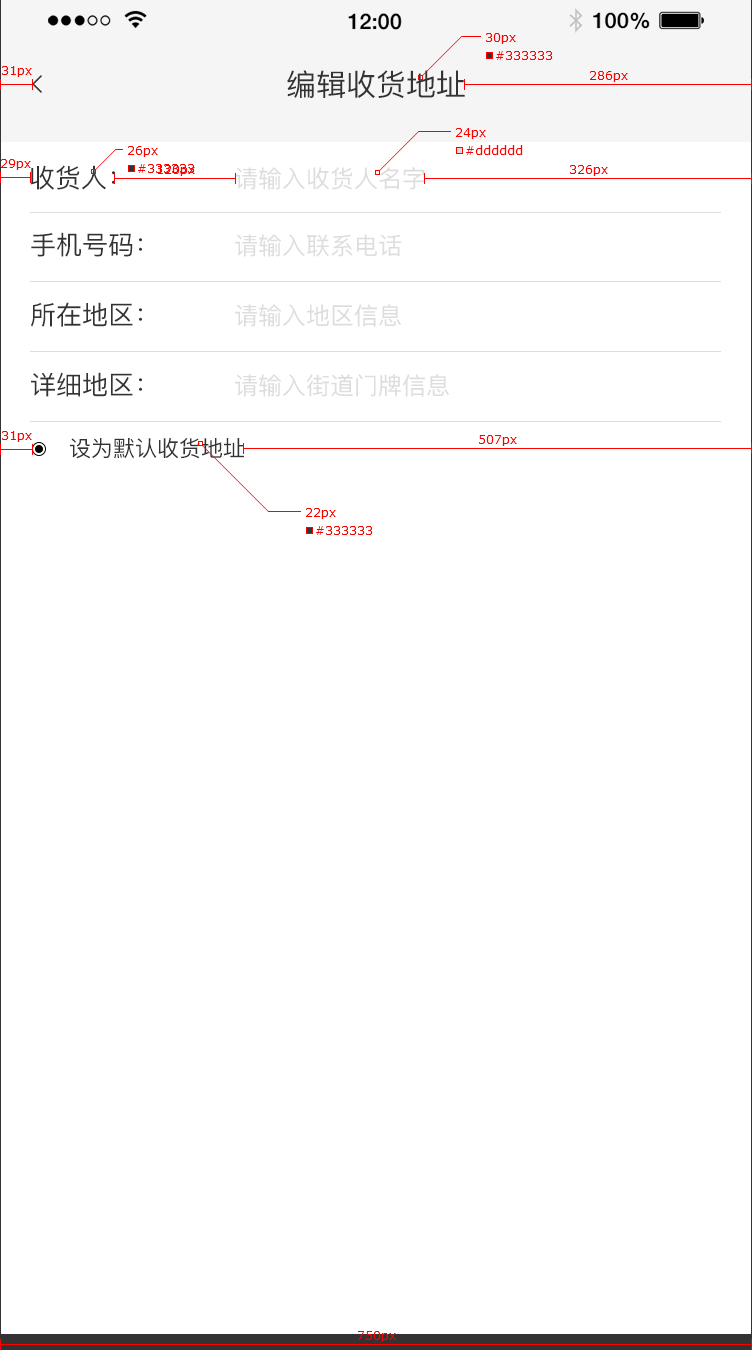 12:00
100%
30px
#333333
31px
编辑收货地址
286px
24px
#dddddd
26px
#333333
29px
收货人：
请输入收货人名字
326px
手机号码：
请输入联系电话
所在地区：
请输入地区信息
详细地区：
请输入街道门牌信息
31px
设为默认收货地址
507px
22px
#333333
750px